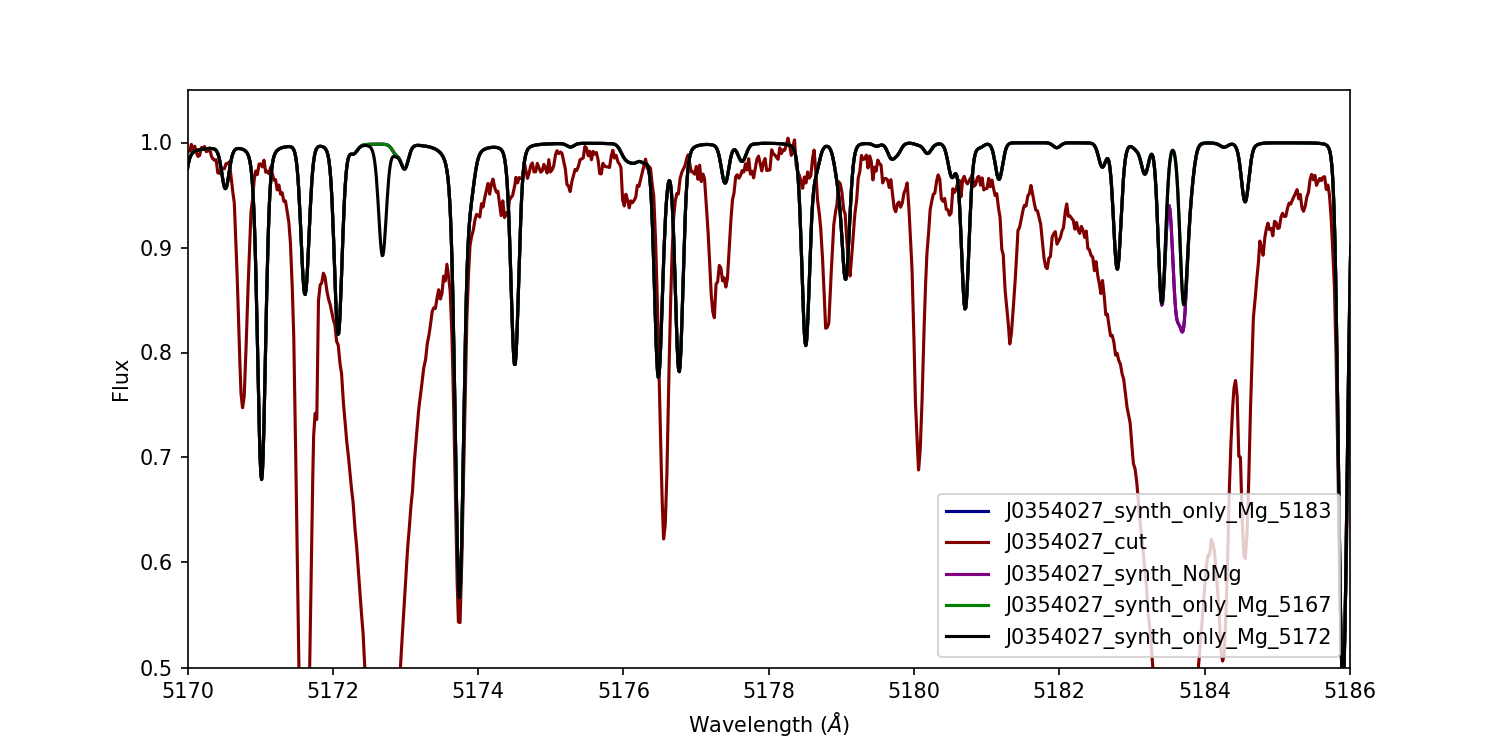 1.0
0.9
0.8
0.7
0.6
0.5
Flux
5170
5172
5174
5176
5178
5180
5182
5184
5186
Wavelength (Å)
J0354027_synth_only_Mg_5183
J0354027_cut
J0354027_synth_NoMg
J0354027_synth_only_Mg_5167
J0354027_synth_only_Mg_5172